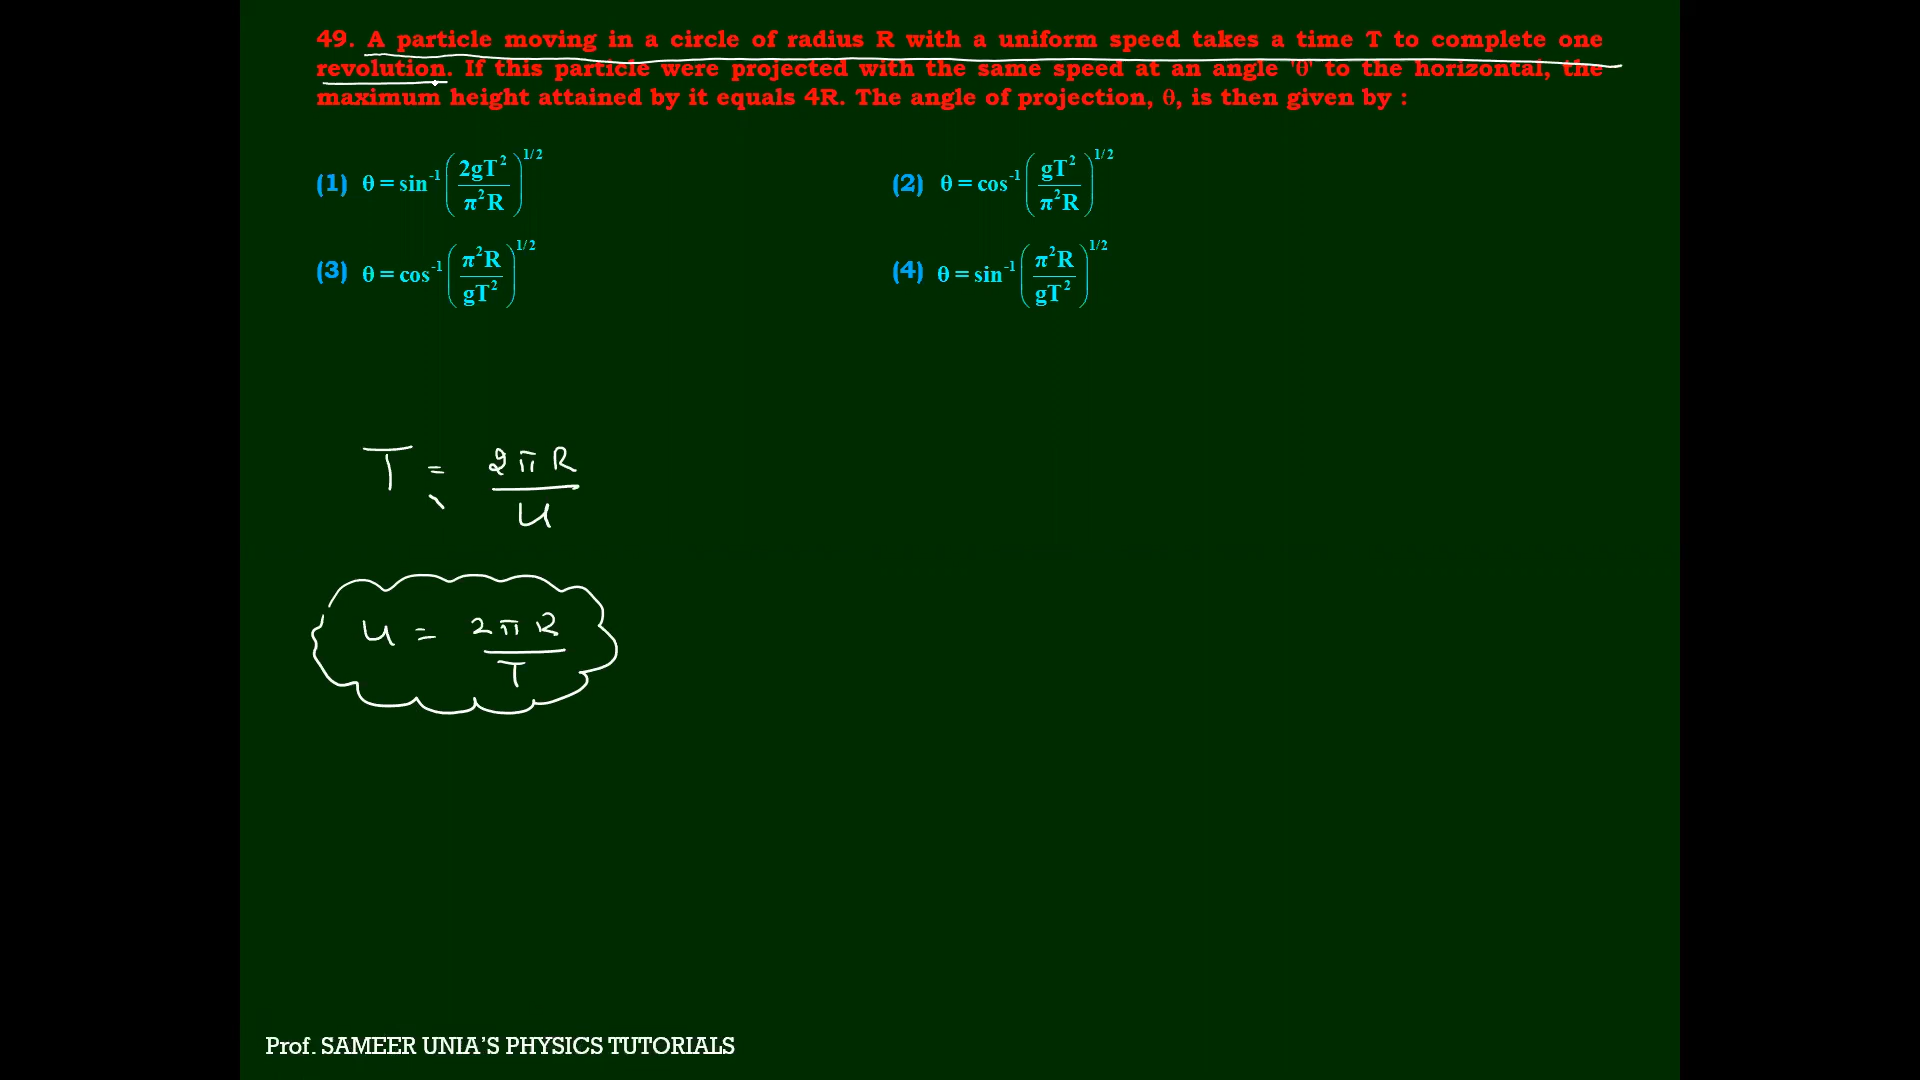 49. A particle moving in a circle of radius R with a uniform speed takes a time T to complete one
revolution. If this particle were projected with the same speed at an angle 'θ' to the horizontal, the
maximum height attained by it equals 4R. The angle of projection, θ, is then given by :
(1) θ = sin⁻¹ (2gT²/π²R)^1/2 (2) θ = cos⁻¹ (gT²/π²R)^1/2
(3) θ = cos⁻¹ (π²R/gT²)^1/2 (4) θ = sin⁻¹ (π²R/gT²)^1/2
T = 2πR/u
u = 2πR/T
Prof. SAMEER UNIA'S PHYSICS TUTORIALS